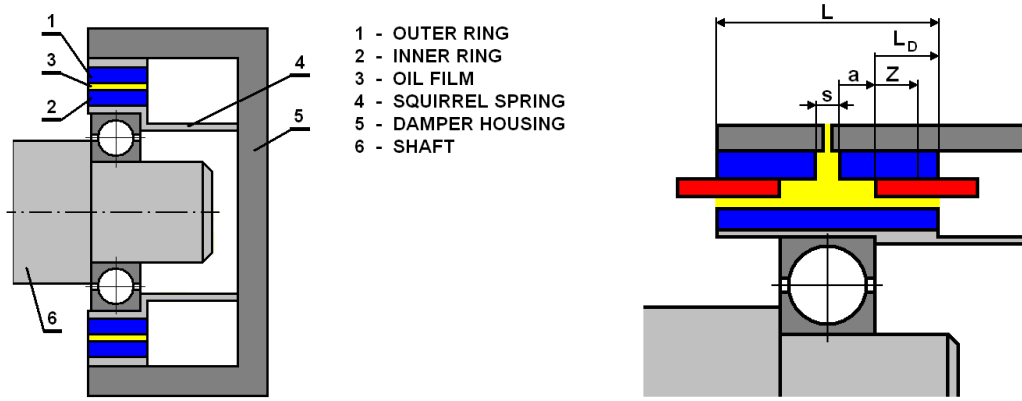 1
3
2
6
4
5
1 - OUTER RING
2 - INNER RING
3 - OIL FILM
4 - SQUIRREL SPRING
5 - DAMPER HOUSING
6 - SHAFT
L
L D
s
a
Z